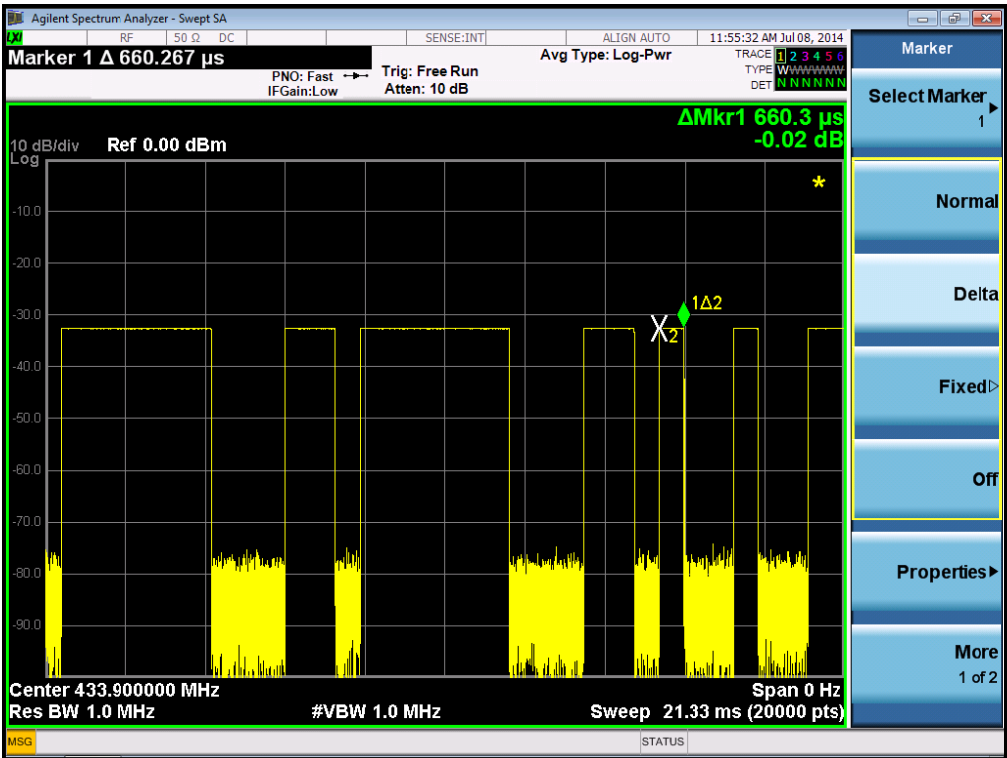 Agilent Spectrum Analyzer - Swept SA
LXI RF 50 Ω DC SENSE:INT ALIGN AUTO 11:55:32 AM Jul 08, 2014
Marker 1 Δ 660.267 µs
PNO: Fast
IFGain:Low
Trig: Free Run
Atten: 10 dB
Avg Type: Log-Pwr
TRACE 1 2 3 4 5 6
TYPE WWWWWW
DET N N N N N N
ΔMkr1 660.3 µs
-0.02 dB
10 dB/div Ref 0.00 dBm
Log
-10.0
-20.0
-30.0
-40.0
-50.0
-60.0
-70.0
-80.0
-90.0
*
1Δ2
X2
Center 433.900000 MHz Span 0 Hz
Res BW 1.0 MHz #VBW 1.0 MHz Sweep 21.33 ms (20000 pts)
MSG STATUS
Marker
Select Marker
1
Normal
Delta
Fixed
Off
Properties
More
1 of 2